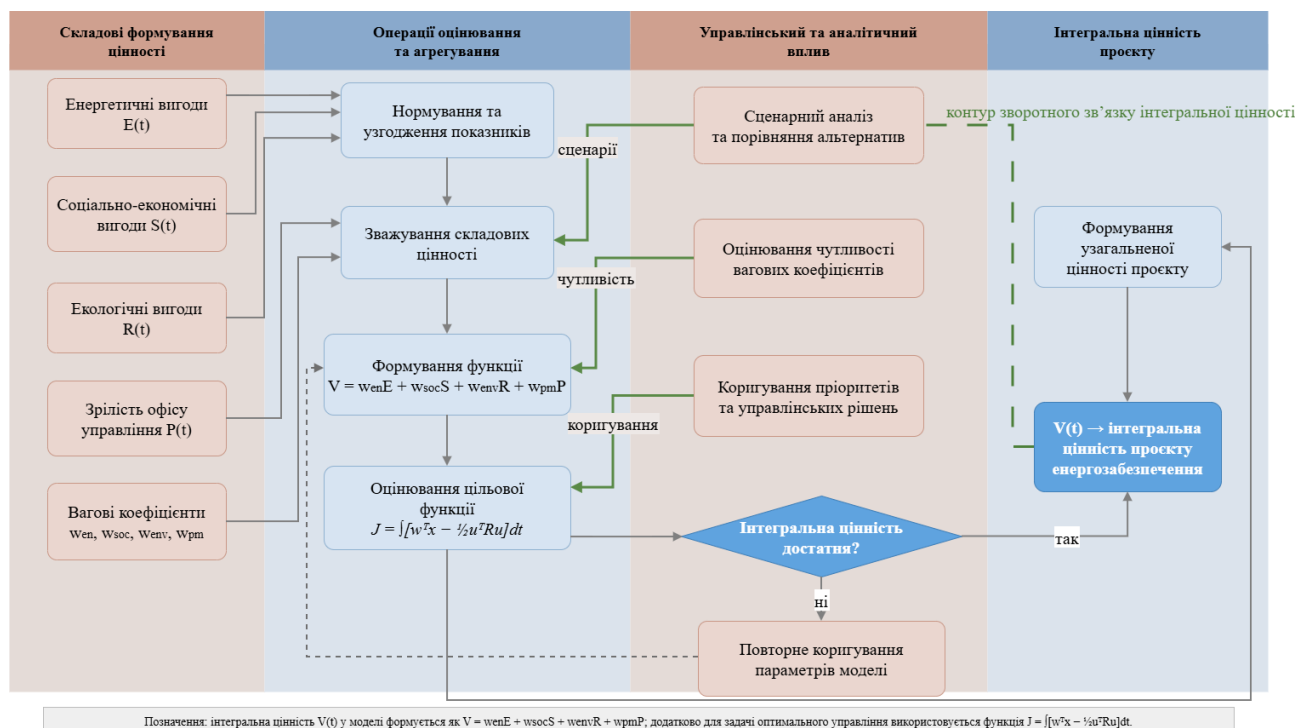 Складові формування
цінності
Операції оцінювання
та агрегування
Управлінський та аналітичний
вплив
Інтегральна цінність
проєкту
Енергетичні вигоди
E(t)
Соціально-економічні
вигоди S(t)
Екологічні вигоди
R(t)
Зрілість офісу
управління P(t)
Вагові коефіцієнти
wen, wsoc, wenv, wpm
Нормування та
узгодження показників
Зважування складових
цінності
Формування функції
V = wenE + wsocS + wenvR + wpmP
Оцінювання цільової
функції
J = ∫[wᵀx − ½uᵀRu]dt
сценарії
чутливість
коригування
Сценарний аналіз
та порівняння альтернатив
Оцінювання чутливості
вагових коефіцієнтів
Коригування пріоритетів
та управлінських рішень
Інтегральна цінність
достатня?
ні
Повторне коригування
параметрів моделі
контур зворотного зв’язку інтегральної цінності
Формування
узагальненої
цінності проєкту
V(t) → інтегральна
цінність проєкту
енергозабезпечення
так
Позначення: інтегральна цінність V(t) у моделі формується як V = wenE + wsocS + wenvR + wpmP; додатково для задачі оптимального управління використовується функція J = ∫[wᵀx − ½uᵀRu]dt.